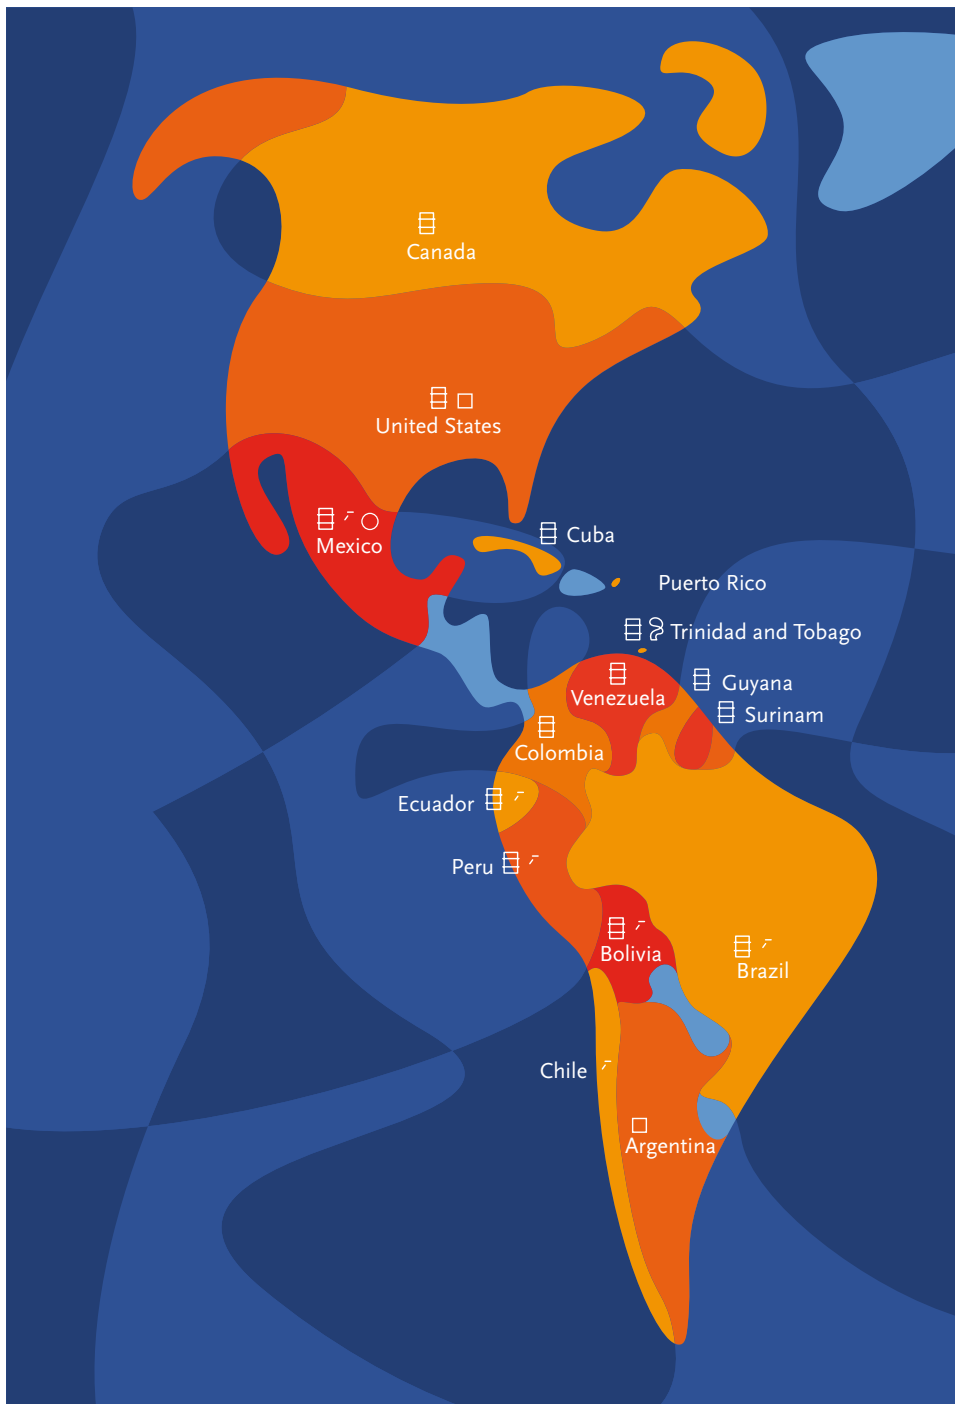 Canada
United States
Mexico
Cuba
Puerto Rico
Trinidad and Tobago
Venezuela
Guyana
Surinam
Colombia
Ecuador
Peru
Bolivia
Brazil
Chile
Argentina